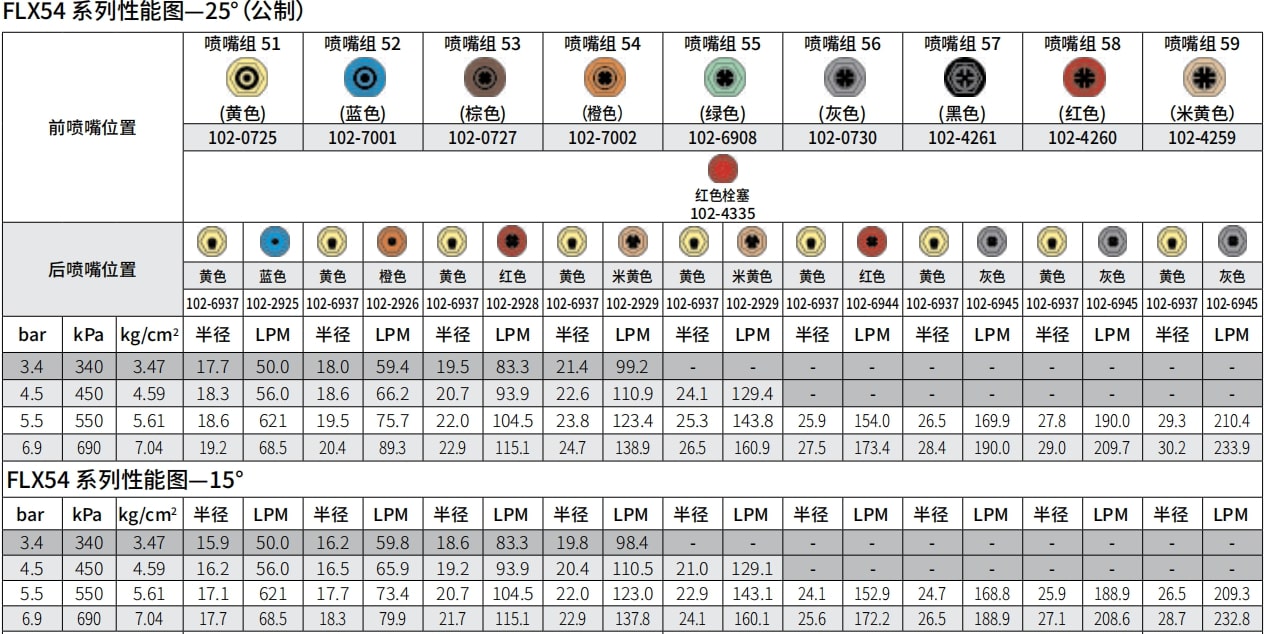 FLX54 系列性能图—25°(公制)
喷嘴组 51 喷嘴组 52 喷嘴组 53 喷嘴组 54 喷嘴组 55 喷嘴组 56 喷嘴组 57 喷嘴组 58 喷嘴组 59
前喷嘴位置
(黄色) (蓝色) (棕色) (橙色) (绿色) (灰色) (黑色) (红色) (米黄色)
102-0725 102-7001 102-0727 102-7002 102-6908 102-0730 102-4261 102-4260 102-4259
红色栓塞
102-4335
后喷嘴位置
黄色 蓝色 黄色 橙色 黄色 红色 黄色 米黄色 黄色 米黄色 黄色 红色 黄色 灰色 黄色 灰色 黄色 灰色
102-6937 102-2925 102-6937 102-2926 102-6937 102-2928 102-6937 102-2929 102-6937 102-2929 102-6937 102-6944 102-6937 102-6945 102-6937 102-6945 102-6937 102-6945
bar kPa kg/cm² 半径 LPM 半径 LPM 半径 LPM 半径 LPM 半径 LPM 半径 LPM 半径 LPM 半径 LPM 半径 LPM
3.4 340 3.47 17.7 50.0 18.0 59.4 19.5 83.3 21.4 99.2 - - - - - - - - - -
4.5 450 4.59 18.3 56.0 18.6 66.2 20.7 93.9 22.6 110.9 24.1 129.4 - - - - - - - -
5.5 550 5.61 18.6 621 19.5 75.7 22.0 104.5 23.8 123.4 25.3 143.8 25.9 154.0 26.5 169.9 27.8 190.0 29.3 210.4
6.9 690 7.04 19.2 68.5 20.4 89.3 22.9 115.1 24.7 138.9 26.5 160.9 27.5 173.4 28.4 190.0 29.0 209.7 30.2 233.9
FLX54 系列性能图—15°
bar kPa kg/cm² 半径 LPM 半径 LPM 半径 LPM 半径 LPM 半径 LPM 半径 LPM 半径 LPM 半径 LPM 半径 LPM
3.4 340 3.47 15.9 50.0 16.2 59.8 18.6 83.3 19.8 98.4 - - - - - - - - - -
4.5 450 4.59 16.2 56.0 16.5 65.9 19.2 93.9 20.4 110.5 21.0 129.1 - - - - - - - -
5.5 550 5.61 17.1 621 17.7 73.4 20.7 104.5 22.0 123.0 22.9 143.1 24.1 152.9 24.7 168.8 25.9 188.9 26.5 209.3
6.9 690 7.04 17.7 68.5 18.3 79.9 21.7 115.1 22.9 137.8 24.1 160.1 25.6 172.2 26.5 188.9 27.1 208.6 28.7 232.8